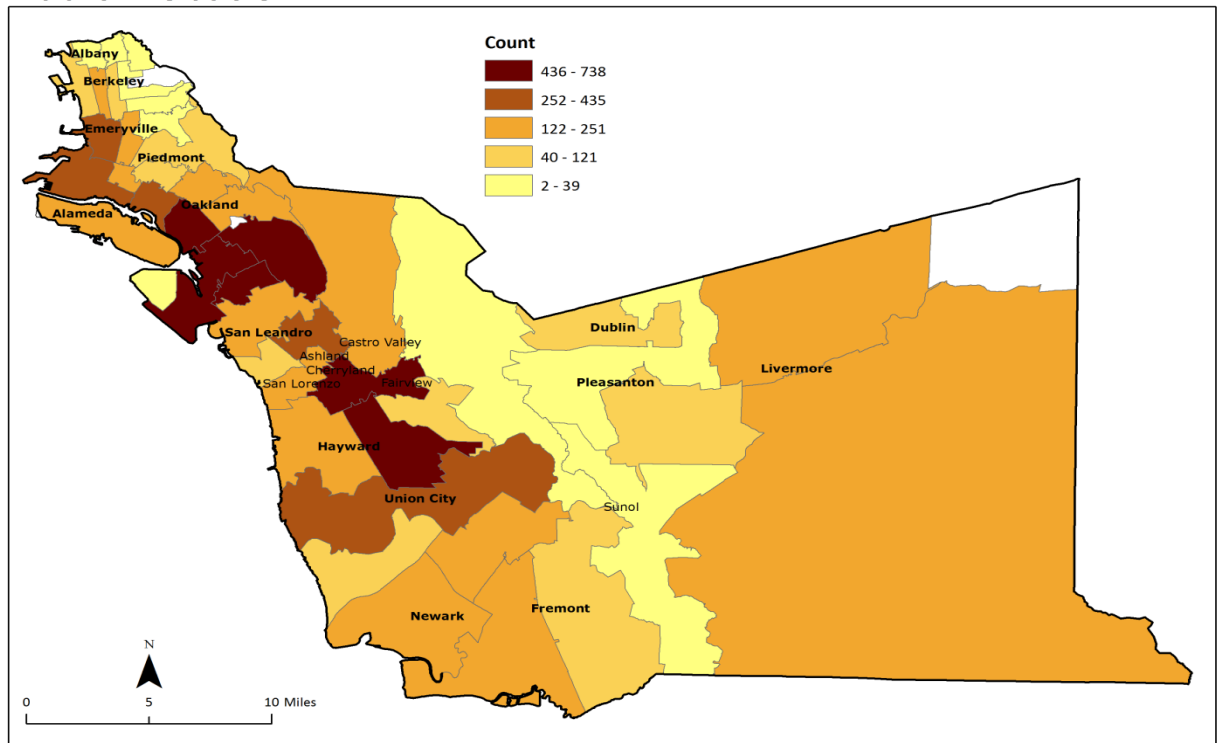 Count
436 - 738
252 - 435
122 - 251
40 - 121
2 - 39
Albany
Berkeley
Emeryville
Piedmont
Oakland
Alameda
San Leandro
Castro Valley
Ashland
Cherryland
San Lorenzo
Fairview
Dublin
Pleasanton
Livermore
Hayward
Union City
Sunol
Newark
Fremont
N
0 5 10 Miles